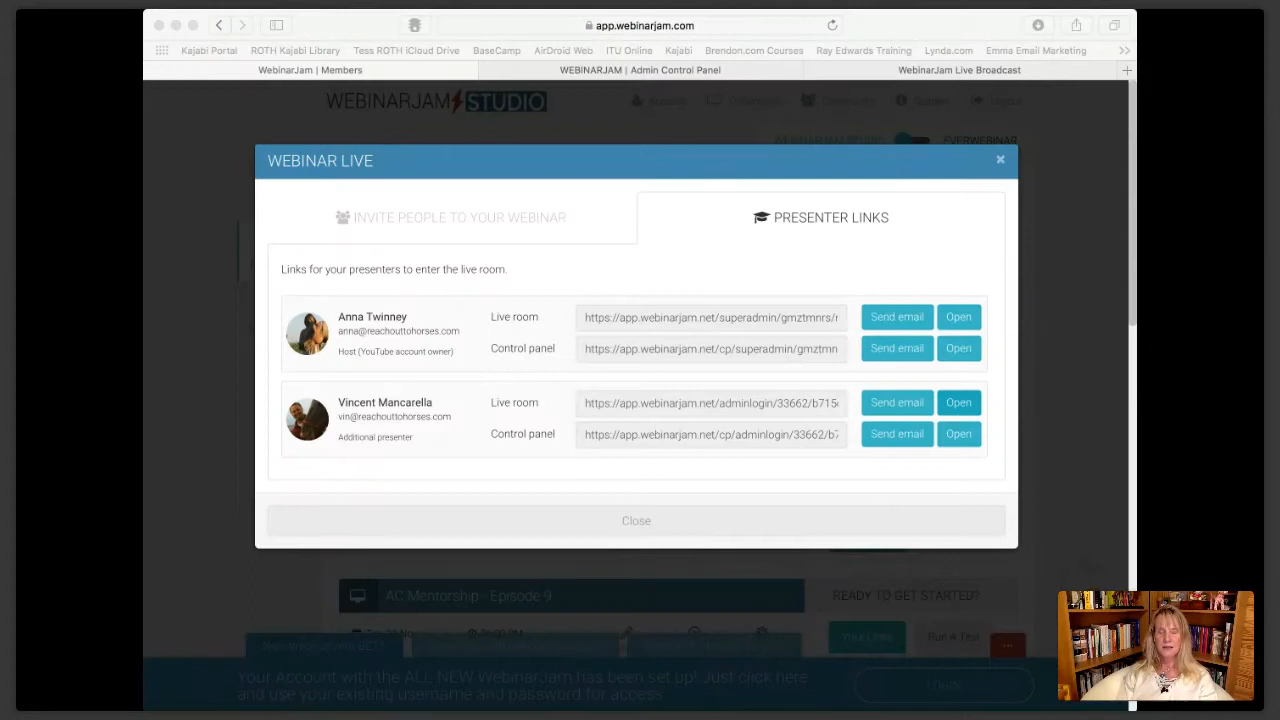 app.webinarjam.com
Kajabi Portal ROTH Kajabi Library Tess ROTH iCloud Drive BaseCamp AirDroid Web ITU Online Kajabi Brendon.com Courses Ray Edwards Training Lynda.com Emma Email Marketing >>
WebinarJam | Members WEBINARJAM | Admin Control Panel WebinarJam Live Broadcast +
WEBINARJAM STUDIO Logout
WEBINARJAM STUDIO EVERWEBINAR
WEBINAR LIVE ×
INVITE PEOPLE TO YOUR WEBINAR PRESENTER LINKS
Links for your presenters to enter the live room.
Anna Twinney Live room https://app.webinarjam.net/superadmin/gmztmnrs/r Send email Open
anna@reachouttohorses.com
Host (YouTube account owner) Control panel https://app.webinarjam.net/cp/superadmin/gmztmn Send email Open
Vincent Mancarella Live room https://app.webinarjam.net/adminlogin/33662/b715 Send email Open
vin@reachouttohorses.com
Additional presenter Control panel https://app.webinarjam.net/cp/adminlogin/33662/b7 Send email Open
Close
AC Mentorship - Episode 9 READY TO GET STARTED?
Run A Test
Your Account with the ALL NEW WebinarJam has been set up! Just click here
and use your existing username and password for access.
LOGIN